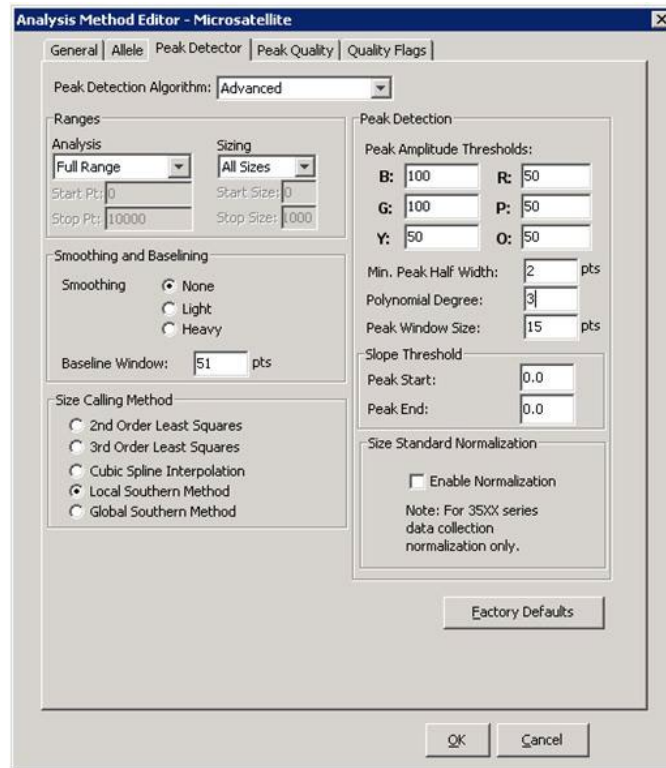 Analysis Method Editor - Microsatellite
General
Allele
Peak Detector
Peak Quality
Quality Flags
Peak Detection Algorithm: Advanced
Ranges
Analysis
Full Range
Start Pt: 0
Stop Pt: 10000
Sizing
All Sizes
Start Size: 0
Stop Size: 1000
Smoothing and Baselining
Smoothing
None
Light
Heavy
Baseline Window: 51 pts
Size Calling Method
2nd Order Least Squares
3rd Order Least Squares
Cubic Spline Interpolation
Local Southern Method
Global Southern Method
Peak Detection
Peak Amplitude Thresholds:
B: 100 R: 50
G: 100 P: 50
Y: 50 O: 50
Min. Peak Half Width: 2 pts
Polynomial Degree: 3
Peak Window Size: 15 pts
Slope Threshold
Peak Start: 0.0
Peak End: 0.0
Size Standard Normalization
Enable Normalization
Note: For 35XX series
data collection
normalization only.
Factory Defaults
OK
Cancel